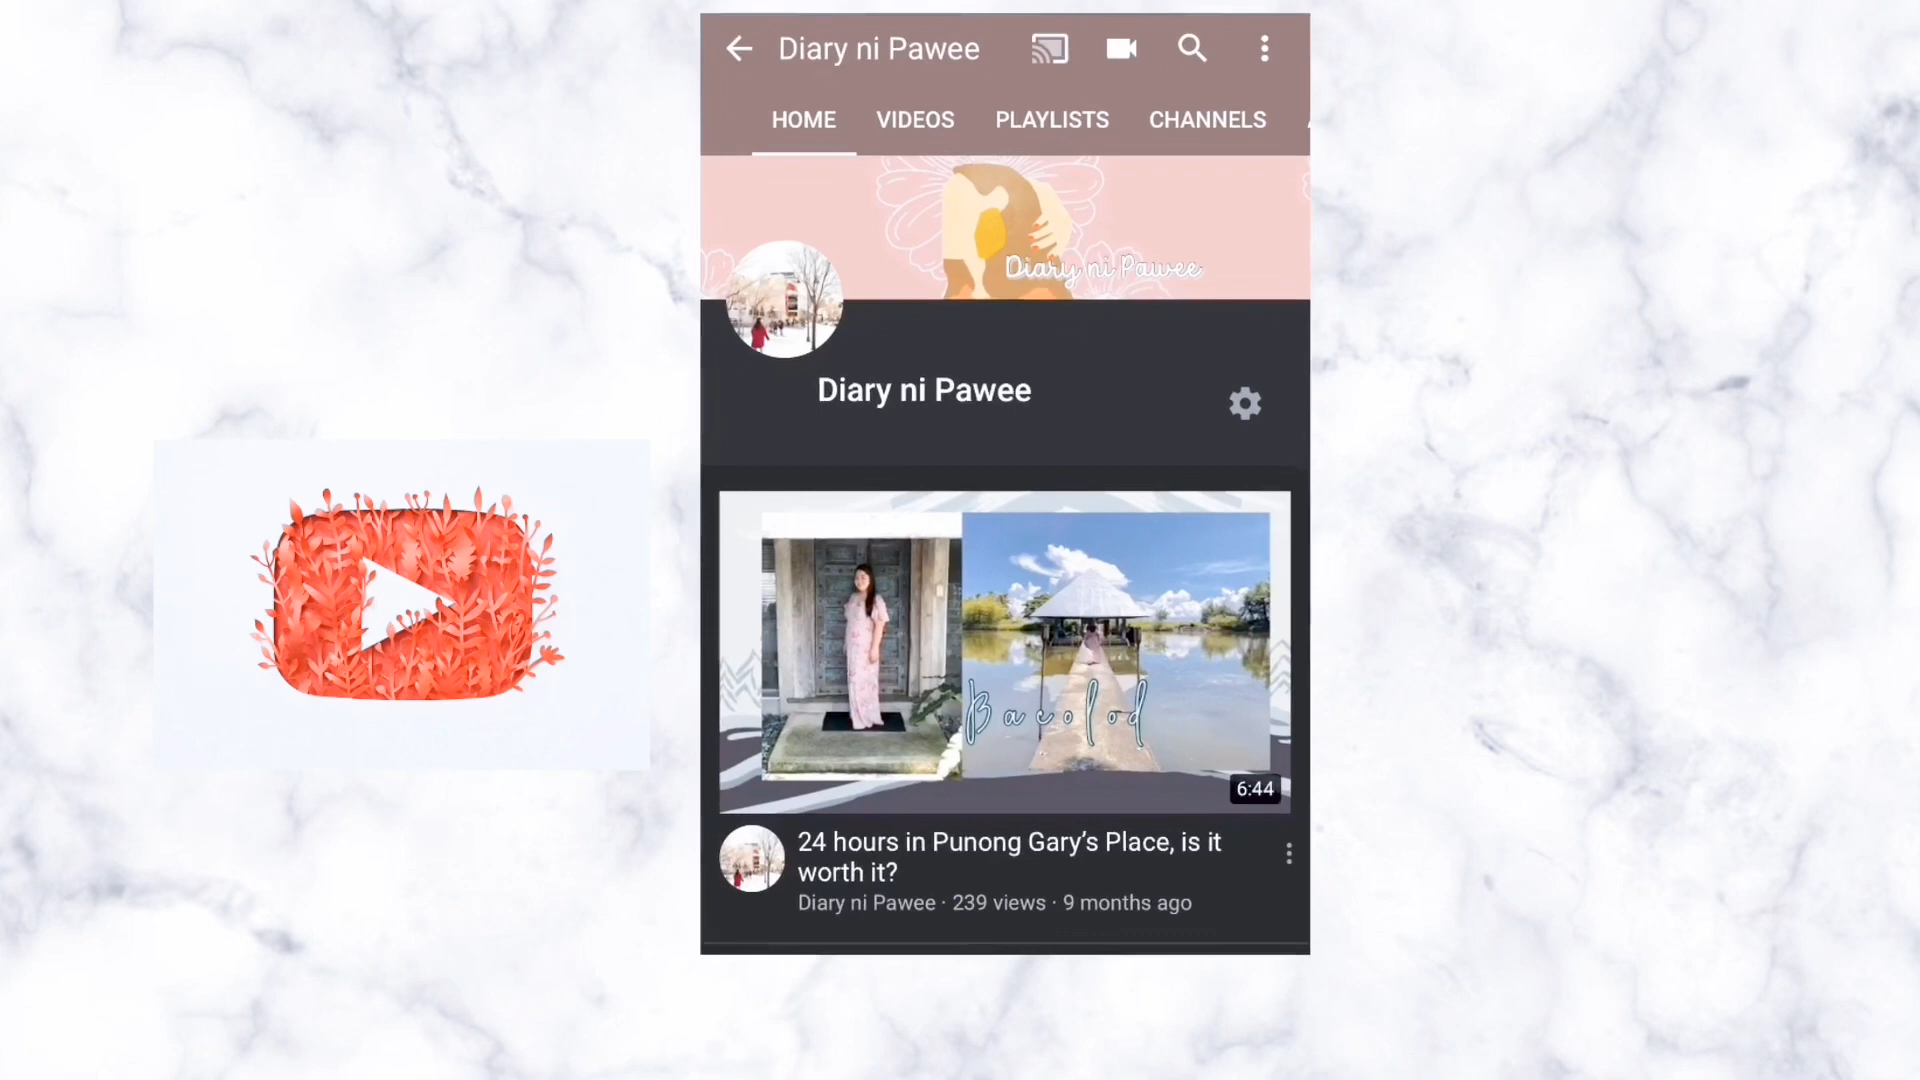 Diary ni Pawee
HOME VIDEOS PLAYLISTS CHANNELS
Diary ni Pawee
Diary ni Pawee
Bacolod
6:44
24 hours in Punong Gary’s Place, is it
worth it?
Diary ni Pawee · 239 views · 9 months ago